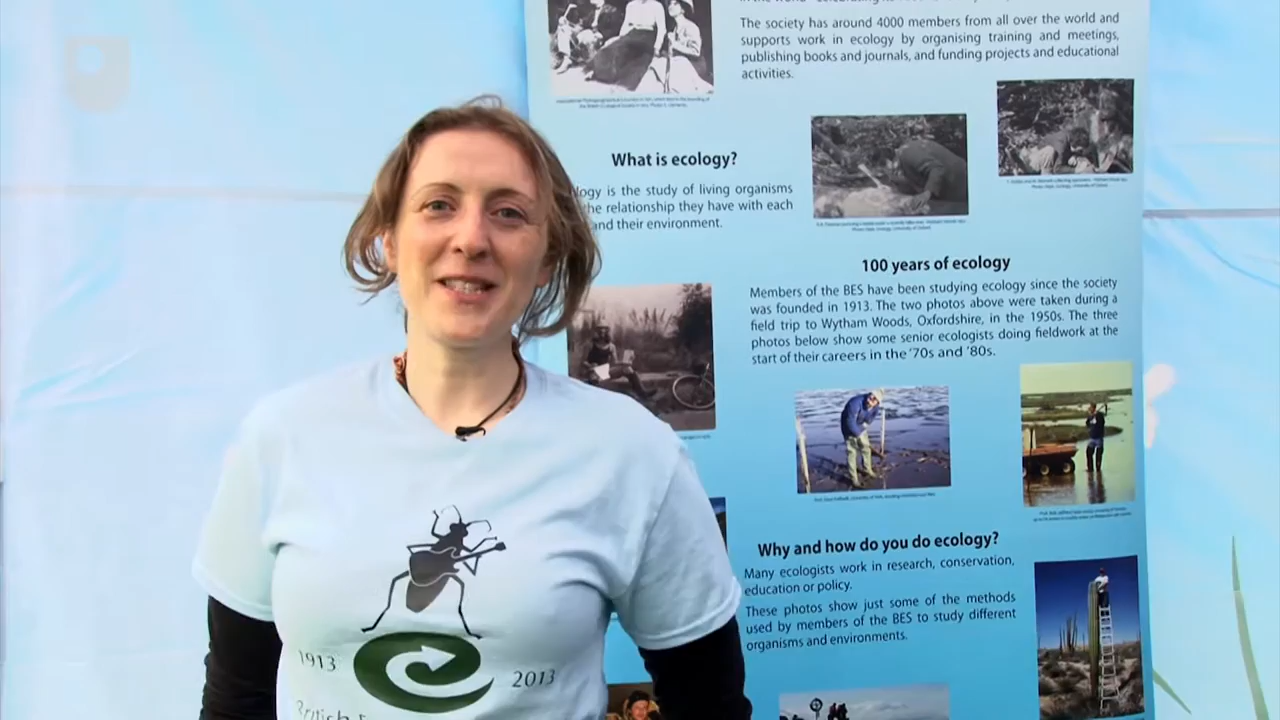 The society has around 4000 members from all over the world and
supports work in ecology by organising training and meetings,
publishing books and journals, and funding projects and educational
activities.
What is ecology?
is the study of living organisms
he relationship they have with each
and their environment.
100 years of ecology
Members of the BES have been studying ecology since the society
was founded in 1913. The two photos above were taken during a
field trip to Wytham Woods, Oxfordshire, in the 1950s. The three
photos below show some senior ecologists doing fieldwork at the
start of their careers in the '70s and '80s.
Why and how do you do ecology?
Many ecologists work in research, conservation,
education or policy.
These photos show just some of the methods
used by members of the BES to study different
organisms and environments.
1913
2013
British